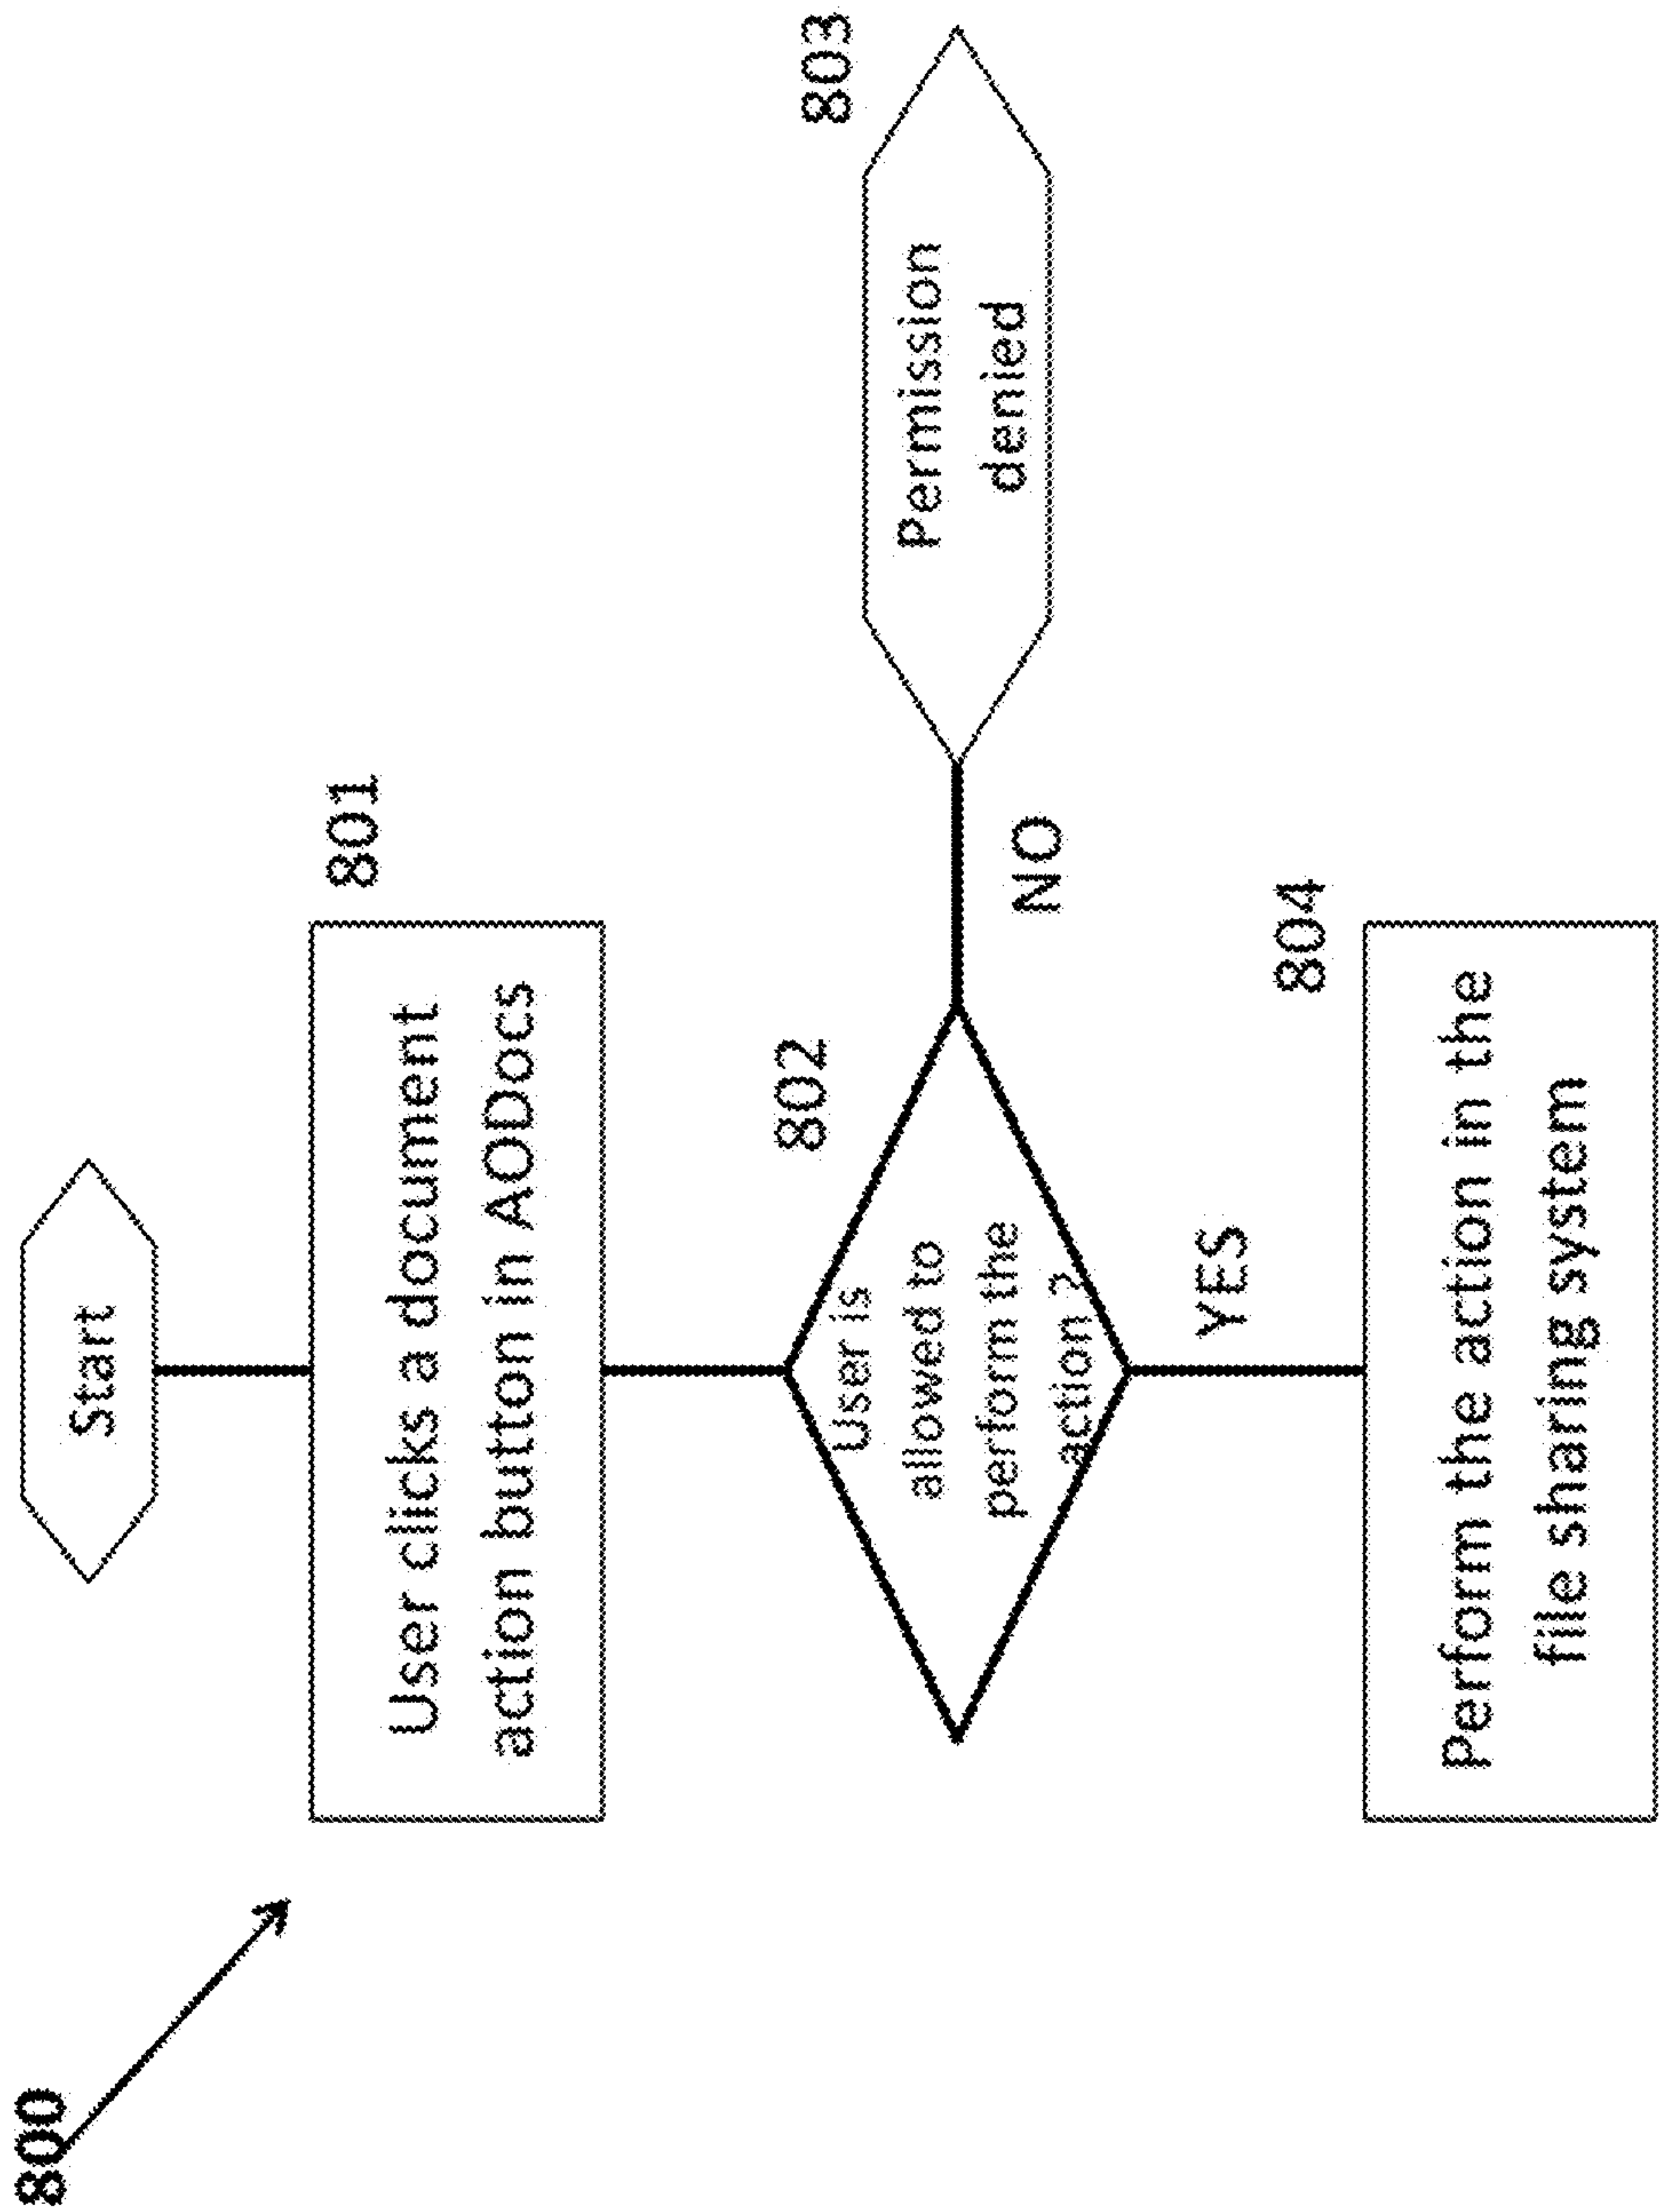 800
Start
801
User clicks a document
action button in AODocs
802
User is
allowed to
perform the
action ?
NO
803
Permission
denied
YES
804
Perform the action in the
file sharing system